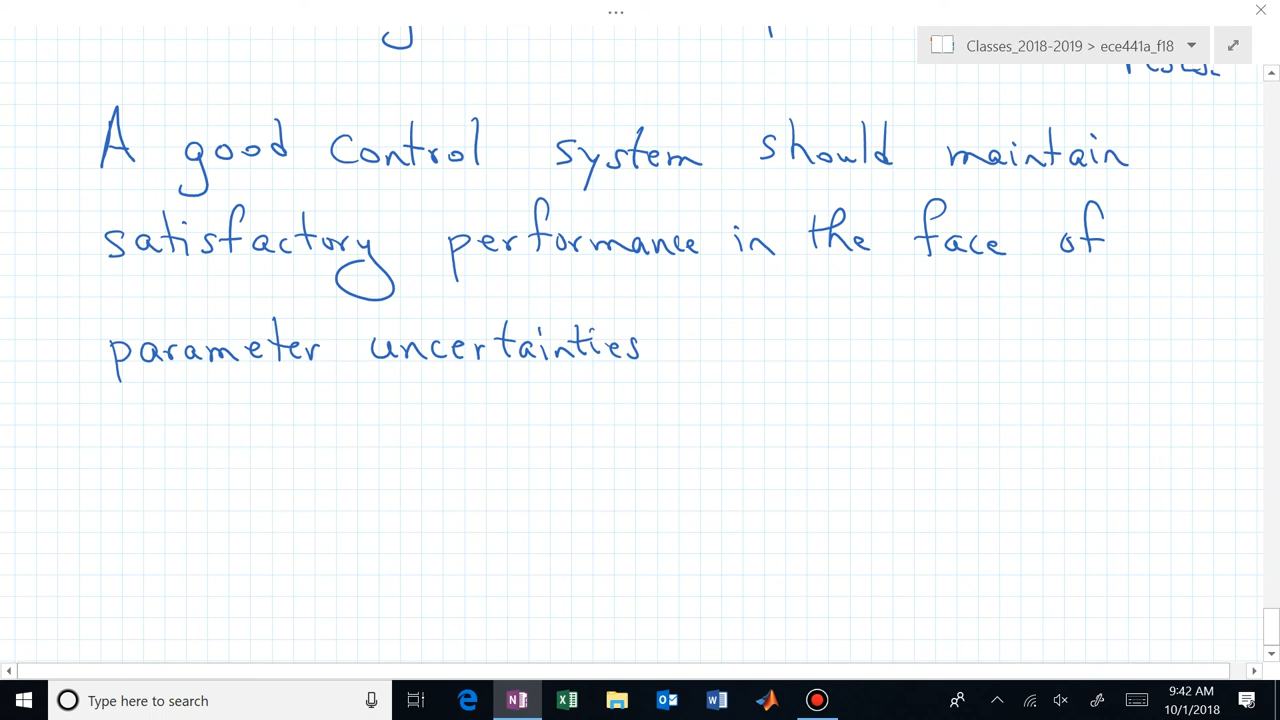 Classes_2018-2019 > ece441a_f18
A good control system should maintain
satisfactory performance in the face of
parameter uncertainties
Type here to search
9:42 AM
10/1/2018